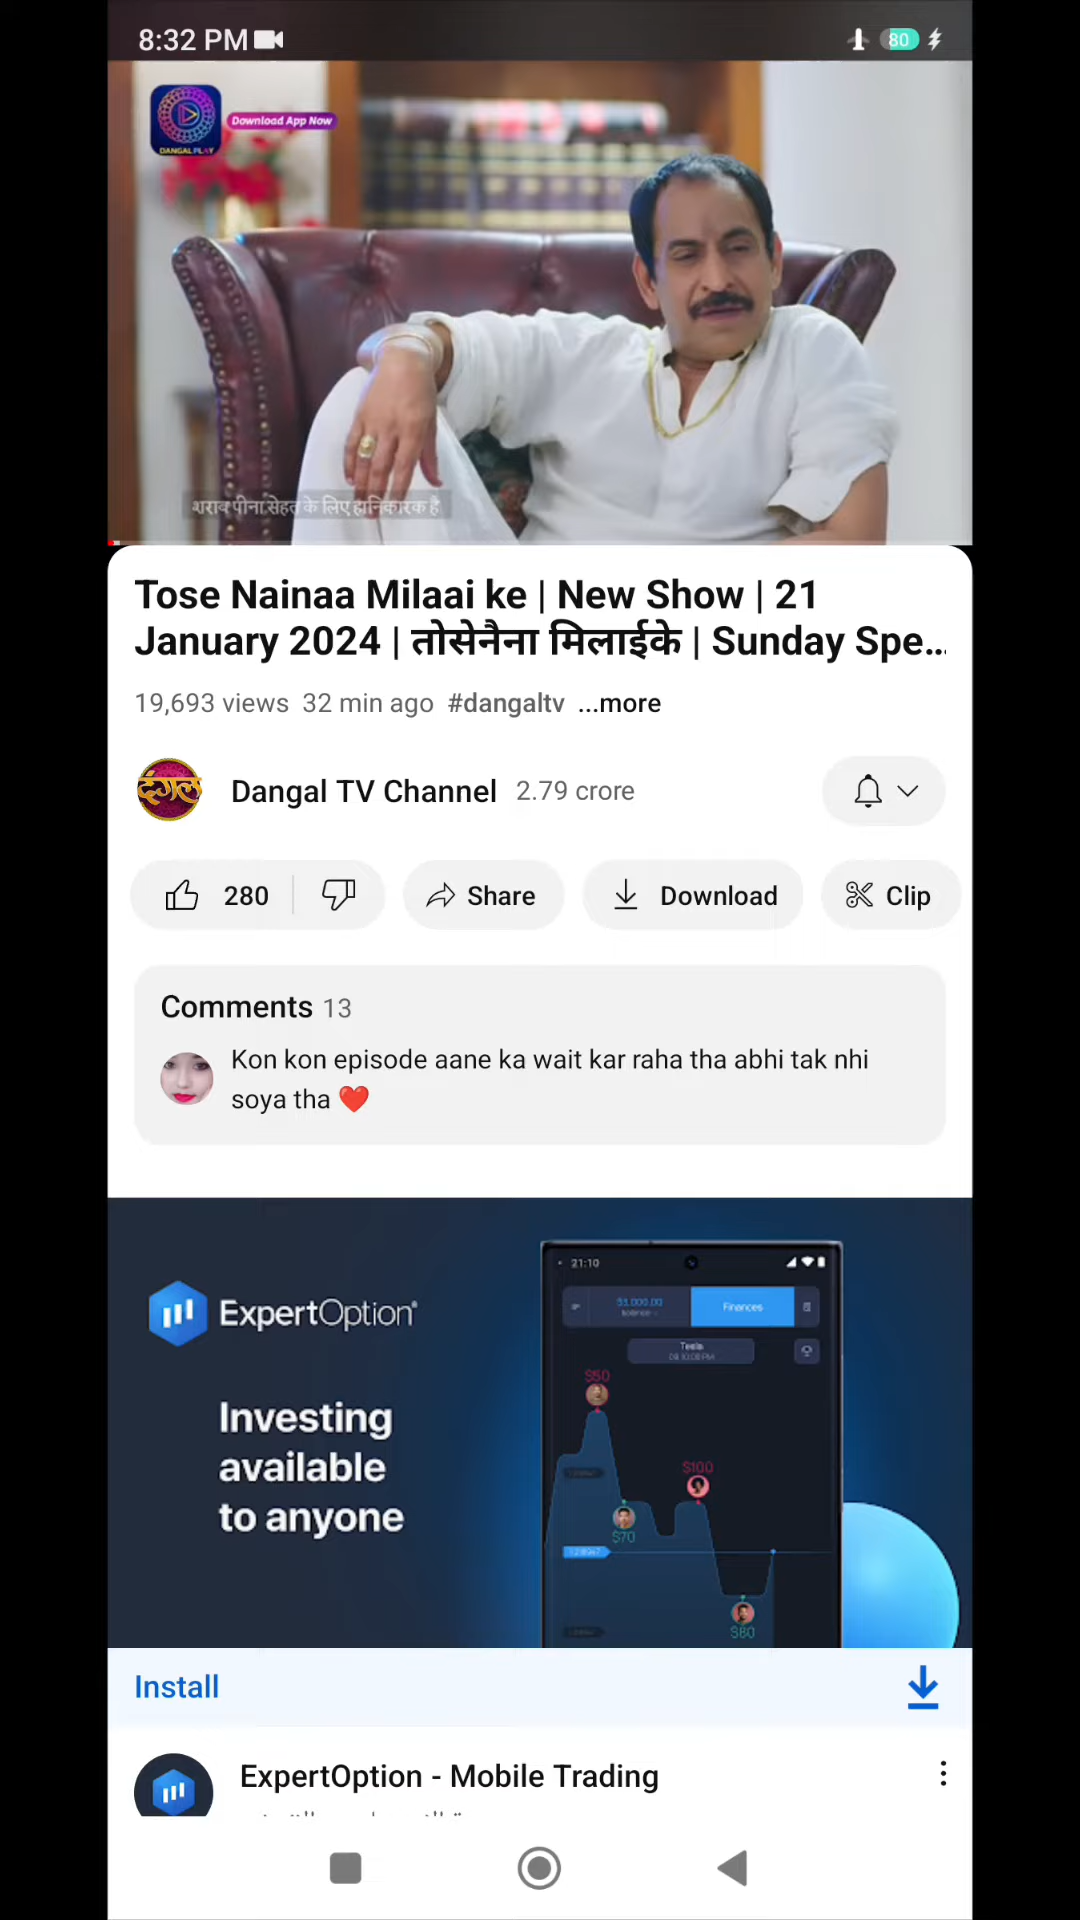 8:32 PM
80
DANGAL PLAY
Download App Now
शराब पीना सेहत के लिए हानिकारक है
Tose Nainaa Milaai ke | New Show | 21
January 2024 | तोसेनैना मिलाईके | Sunday Spe...
19,693 views 32 min ago #dangaltv ...more
दंगल
Dangal TV Channel 2.79 crore
280
Share
Download
Clip
Comments 13
Kon kon episode aane ka wait kar raha tha abhi tak nhi
soya tha ❤️
21:10
Finances
Tesla
ExpertOption®
Investing
available
to anyone
$50
$100
$70
$80
Install
ExpertOption - Mobile Trading